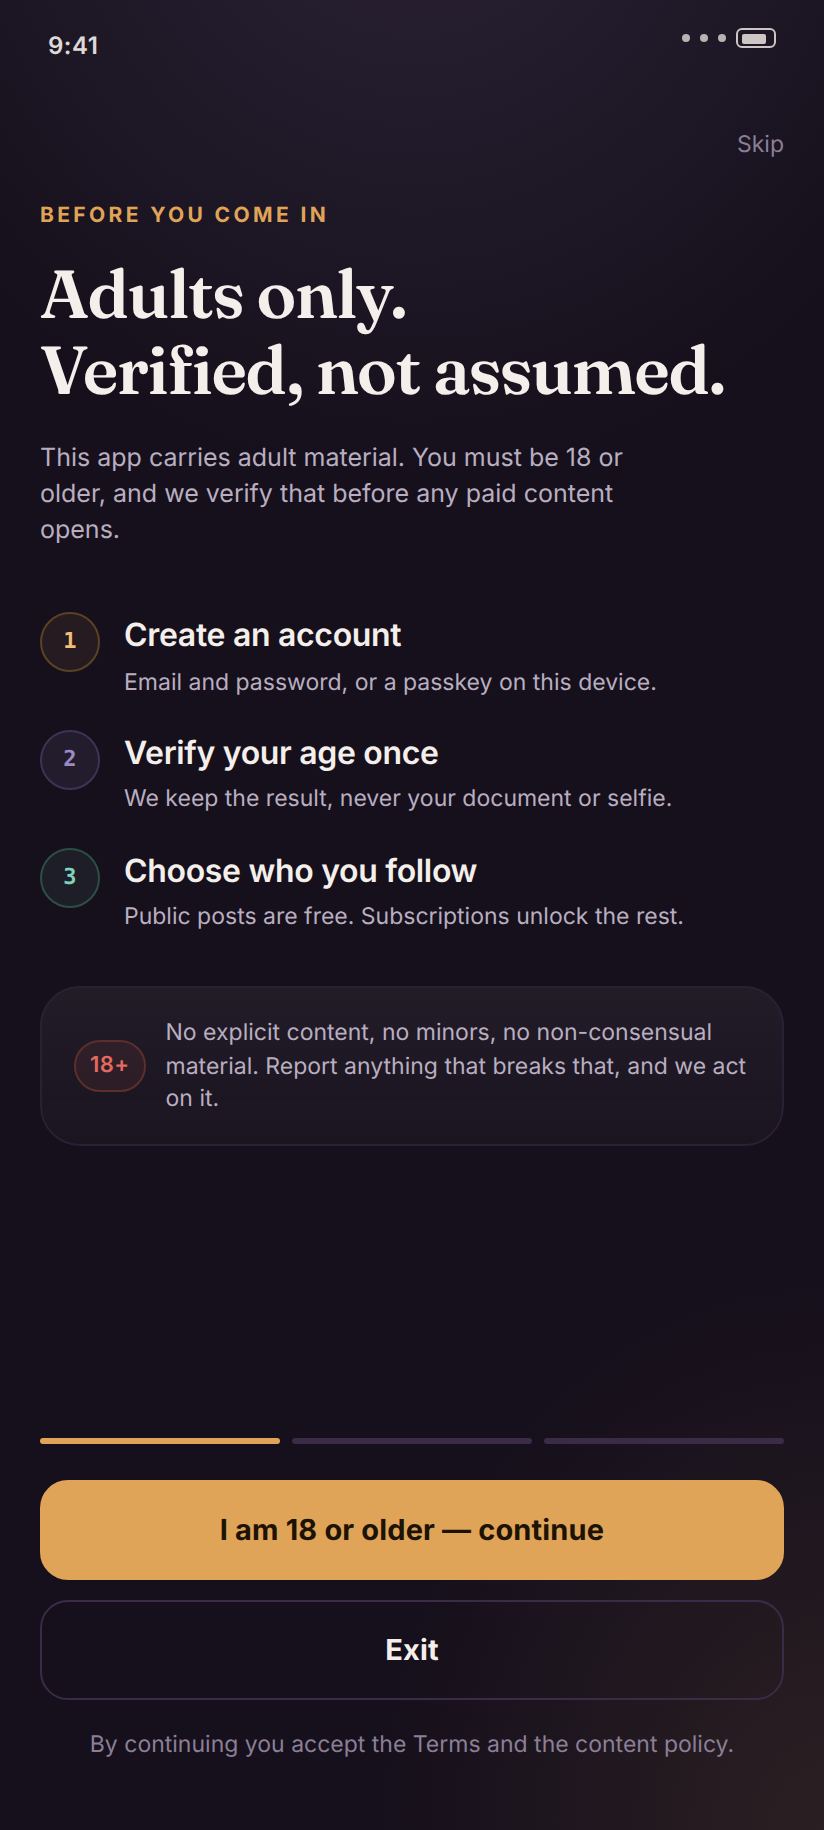 9:41
Skip
BEFORE YOU COME IN
Adults only.
Verified, not assumed.
This app carries adult material. You must be 18 or
older, and we verify that before any paid content
opens.
1
Create an account
Email and password, or a passkey on this device.
2
Verify your age once
We keep the result, never your document or selfie.
3
Choose who you follow
Public posts are free. Subscriptions unlock the rest.
18+
No explicit content, no minors, no non-consensual
material. Report anything that breaks that, and we act
on it.
I am 18 or older — continue
Exit
By continuing you accept the Terms and the content policy.